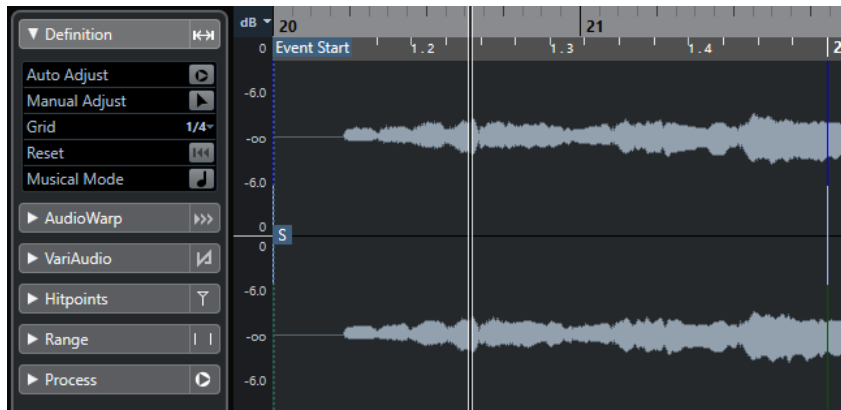 Definition
Auto Adjust
Manual Adjust
Grid 1/4
Reset
Musical Mode
AudioWarp
VariAudio
Hitpoints
Range
Process
dB 20 21
0 Event Start 1.2 1.3 1.4 2
-6.0
-oo
-6.0
0
S
0
-6.0
-oo
-6.0